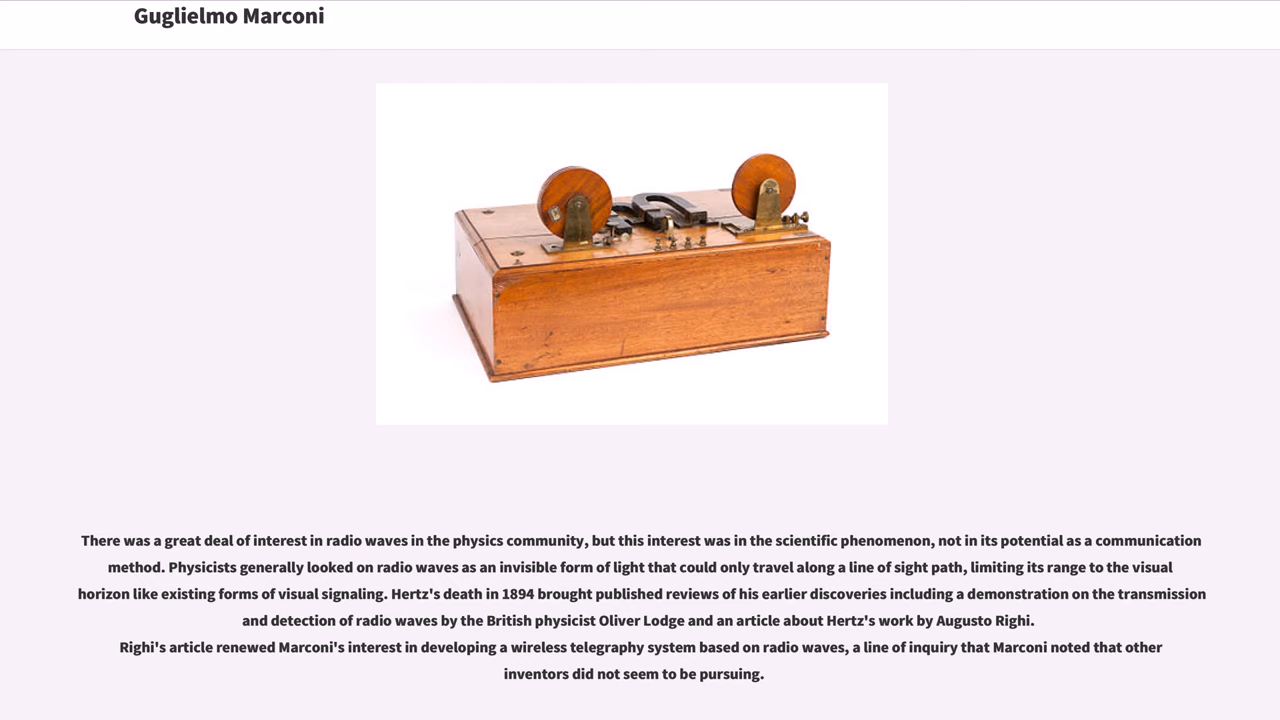 Guglielmo Marconi
There was a great deal of interest in radio waves in the physics community, but this interest was in the scientific phenomenon, not in its potential as a communication
method. Physicists generally looked on radio waves as an invisible form of light that could only travel along a line of sight path, limiting its range to the visual
horizon like existing forms of visual signaling. Hertz's death in 1894 brought published reviews of his earlier discoveries including a demonstration on the transmission
and detection of radio waves by the British physicist Oliver Lodge and an article about Hertz's work by Augusto Righi.
Righi's article renewed Marconi's interest in developing a wireless telegraphy system based on radio waves, a line of inquiry that Marconi noted that other
inventors did not seem to be pursuing.